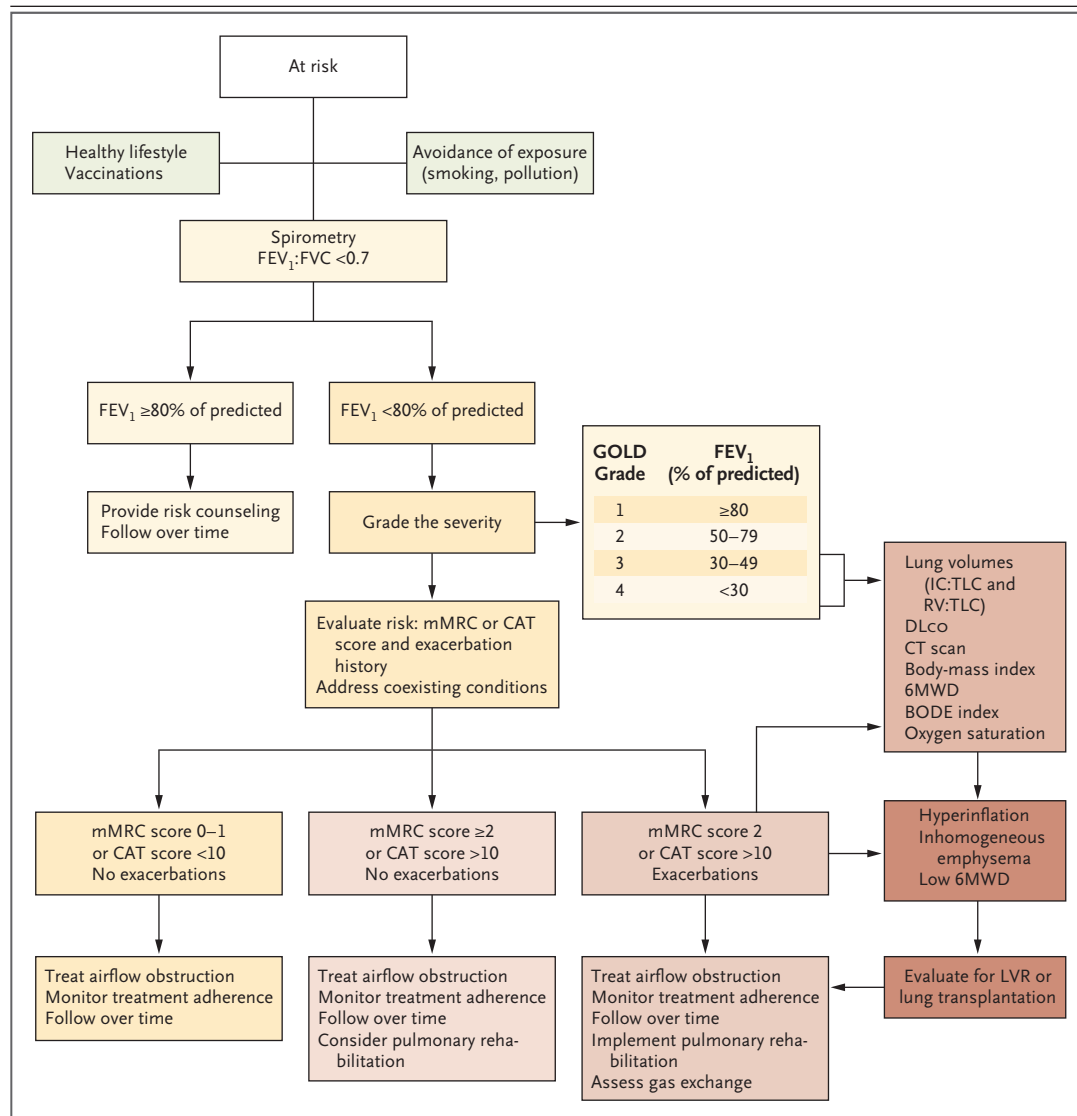 At risk
Healthy lifestyle
Vaccinations
Avoidance of exposure
(smoking, pollution)
Spirometry
FEV₁:FVC <0.7
FEV₁ ≥80% of predicted
FEV₁ <80% of predicted
Provide risk counseling
Follow over time
Grade the severity
GOLD FEV₁
Grade (% of predicted)
1 ≥80
2 50–79
3 30–49
4 <30
Evaluate risk: mMRC or CAT
score and exacerbation
history
Address coexisting conditions
Lung volumes
(IC:TLC and
RV:TLC)
DLCO
CT scan
Body-mass index
6MWD
BODE index
Oxygen saturation
mMRC score 0–1
or CAT score <10
No exacerbations
mMRC score ≥2
or CAT score >10
No exacerbations
mMRC score 2
or CAT score >10
Exacerbations
Hyperinflation
Inhomogeneous
emphysema
Low 6MWD
Treat airflow obstruction
Monitor treatment adherence
Follow over time
Treat airflow obstruction
Monitor treatment adherence
Follow over time
Consider pulmonary reha-
bilitation
Treat airflow obstruction
Monitor treatment adherence
Follow over time
Implement pulmonary reha-
bilitation
Assess gas exchange
Evaluate for LVR or
lung transplantation